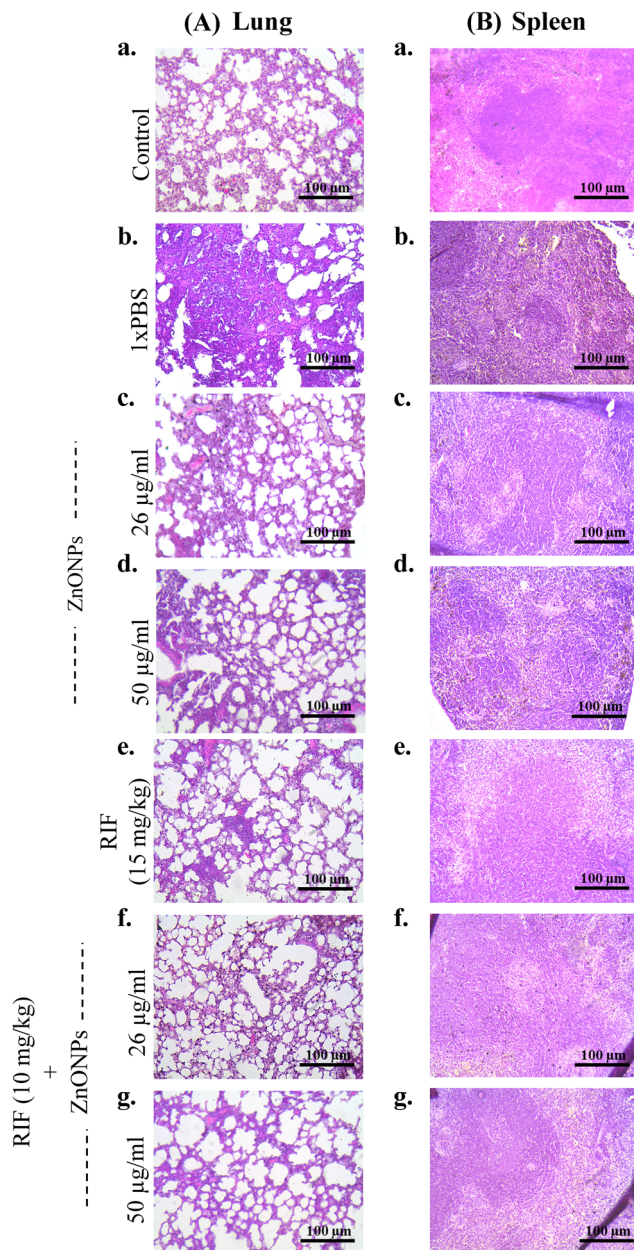 (A) Lung
(B) Spleen
a.
a.
Control
100 µm
100 µm
b.
b.
1xPBS
100 µm
100 µm
c.
c.
26 µg/ml
100 µm
100 µm
ZnONPs
d.
d.
50 µg/ml
100 µm
100 µm
e.
e.
RIF
(15 mg/kg)
100 µm
100 µm
f.
f.
26 µg/ml
100 µm
100 µm
RIF (10 mg/kg)
+
ZnONPs
g.
g.
50 µg/ml
100 µm
100 µm